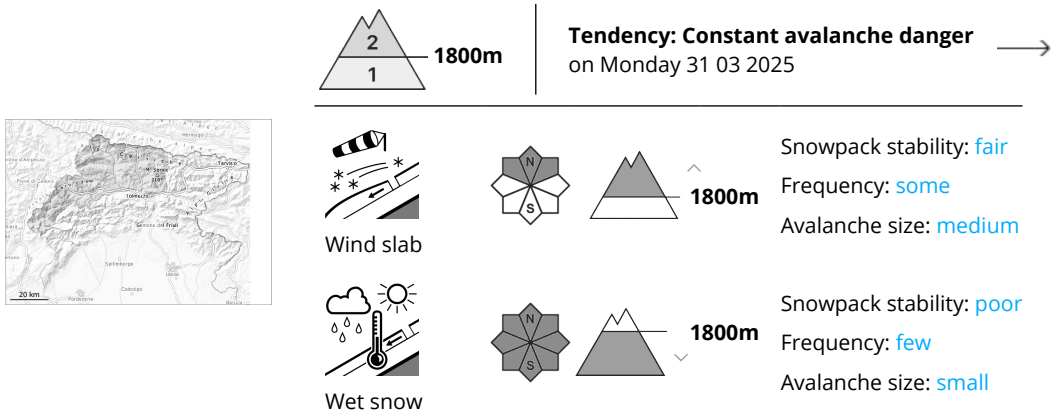 2
1
1800m
Tendency: Constant avalanche danger
on Monday 31 03 2025
Tarvisio
Tolmezzo
Gemona del Friuli
Spilimbergo
Udine
Codroipo
Pordenone
Gorizia
20 km
N
S
1800m
Wind slab
Snowpack stability: fair
Frequency: some
Avalanche size: medium
N
S
1800m
Wet snow
Snowpack stability: poor
Frequency: few
Avalanche size: small